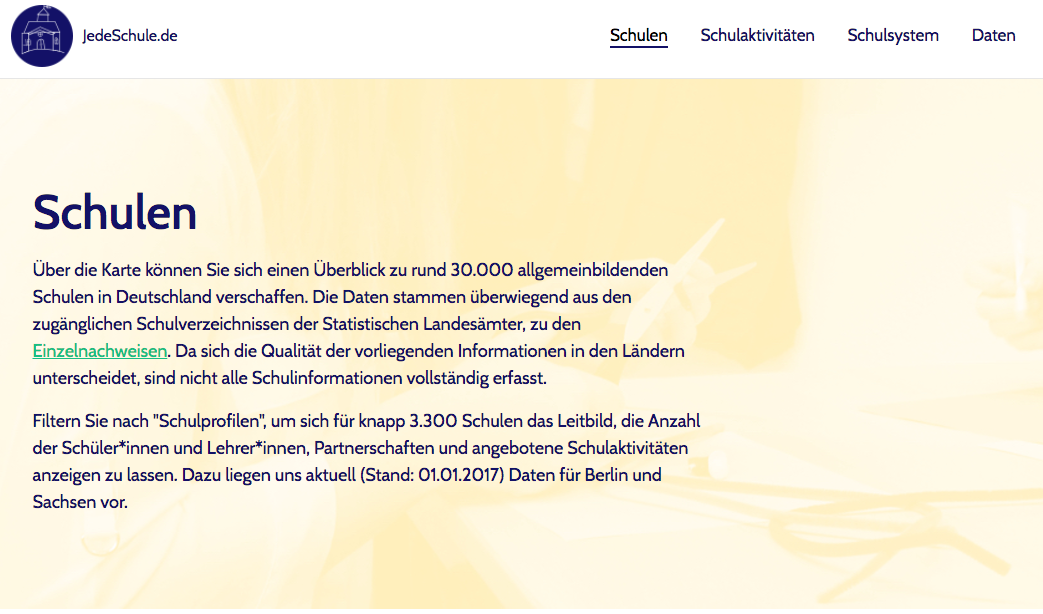 JedeSchule.de
Schulen
Schulaktivitäten
Schulsystem
Daten
Schulen
Über die Karte können Sie sich einen Überblick zu rund 30.000 allgemeinbildenden
Schulen in Deutschland verschaffen. Die Daten stammen überwiegend aus den
zugänglichen Schulverzeichnissen der Statistischen Landesämter, zu den
Einzelnachweisen. Da sich die Qualität der vorliegenden Informationen in den Ländern
unterscheidet, sind nicht alle Schulinformationen vollständig erfasst.
Filtern Sie nach "Schulprofilen", um sich für knapp 3.300 Schulen das Leitbild, die Anzahl
der Schüler*innen und Lehrer*innen, Partnerschaften und angebotene Schulaktivitäten
anzeigen zu lassen. Dazu liegen uns aktuell (Stand: 01.01.2017) Daten für Berlin und
Sachsen vor.